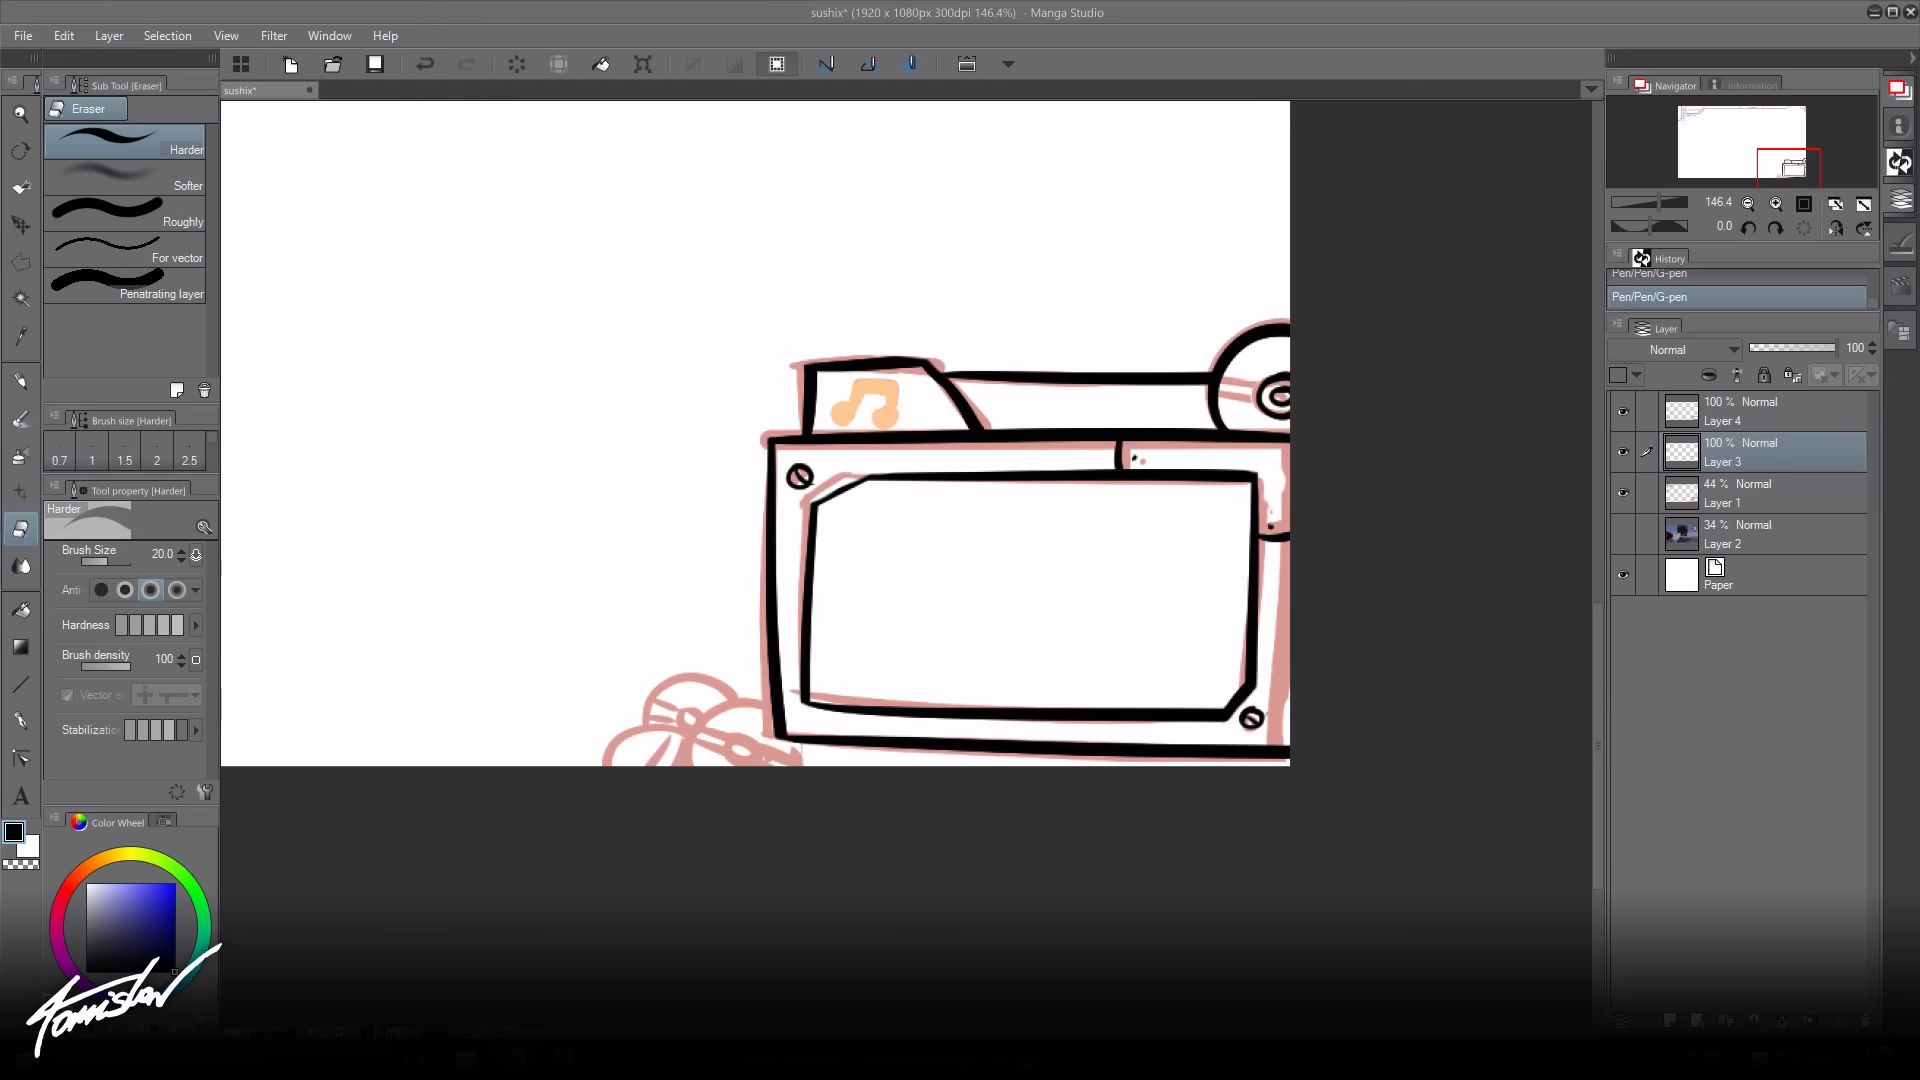 sushix* (1920 x 1080px 300dpi 146.4%) - Manga Studio
File Edit Layer Selection View Filter Window Help
Sub Tool [Eraser]
Eraser
Harder
Softer
Roughly
For vector
Penatrating layer
Brush size [Harder]
0.7 1 1.5 2 2.5
Tool property [Harder]
Harder
Brush Size 20.0
Anti
Hardness
Brush density 100
Vector e
Stabilizatio
A
Color Wheel
Tomislav
sushix*
Navigator Information
146.4
0.0
History
Pen/Pen/G-pen
Pen/Pen/G-pen
Layer
Normal 100
100 % Normal
Layer 4
100 % Normal
Layer 3
44 % Normal
Layer 1
34 % Normal
Layer 2
Paper